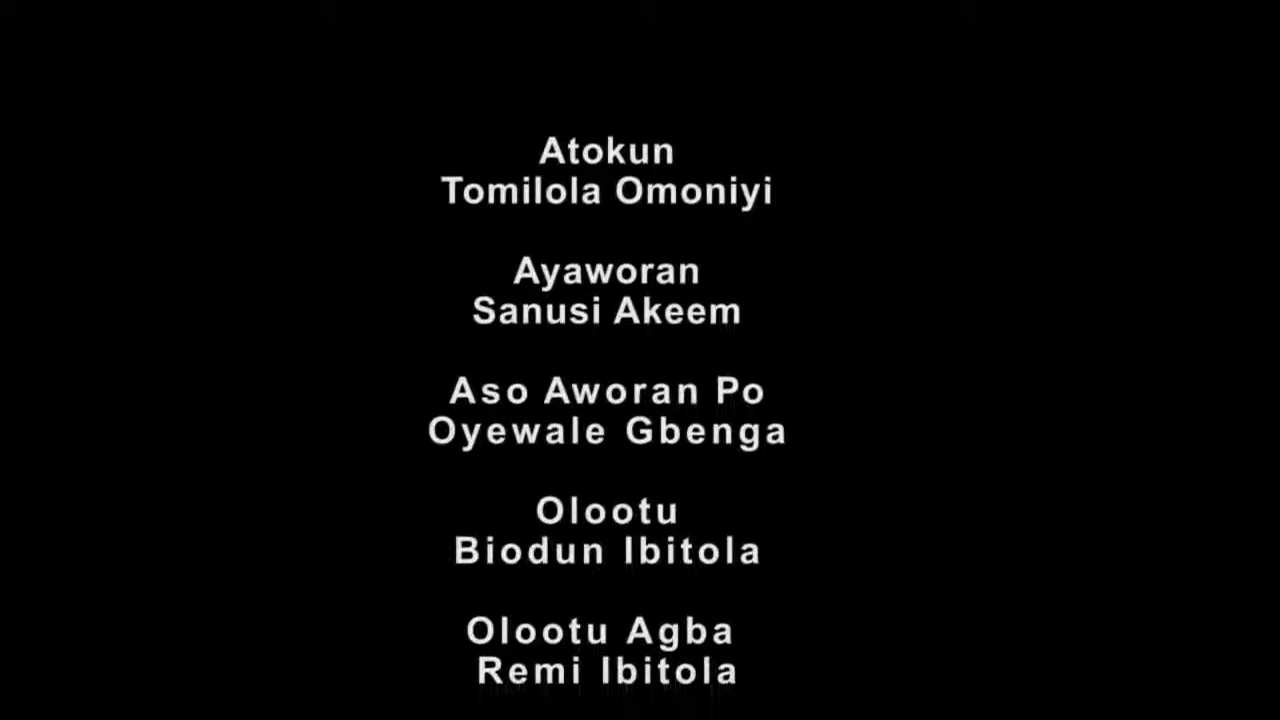 Atokun
Tomilola Omoniyi
Ayaworan
Sanusi Akeem
Aso Aworan Po
Oyewale Gbenga
Olootu
Biodun Ibitola
Olootu Agba
Remi Ibitola